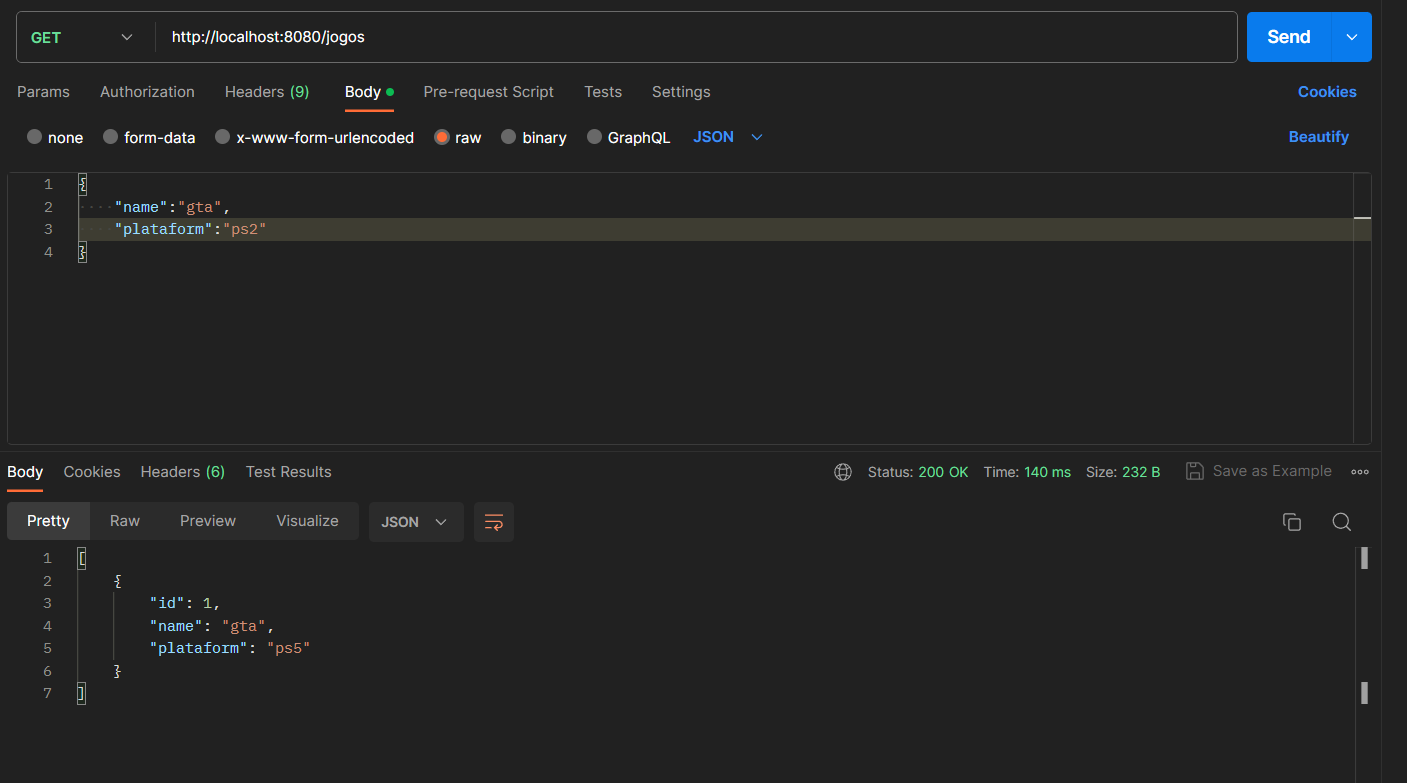 GET http://localhost:8080/jogos Send
Params Authorization Headers (9) Body Pre-request Script Tests Settings Cookies
none form-data x-www-form-urlencoded raw binary GraphQL JSON Beautify
1 {
2 ····"name":"gta",
3 ····"plataform":"ps2"
4 }
Body Cookies Headers (6) Test Results Status: 200 OK Time: 140 ms Size: 232 B Save as Example
Pretty Raw Preview Visualize JSON
1 [
2 {
3 "id": 1,
4 "name": "gta",
5 "plataform": "ps5"
6 }
7 ]